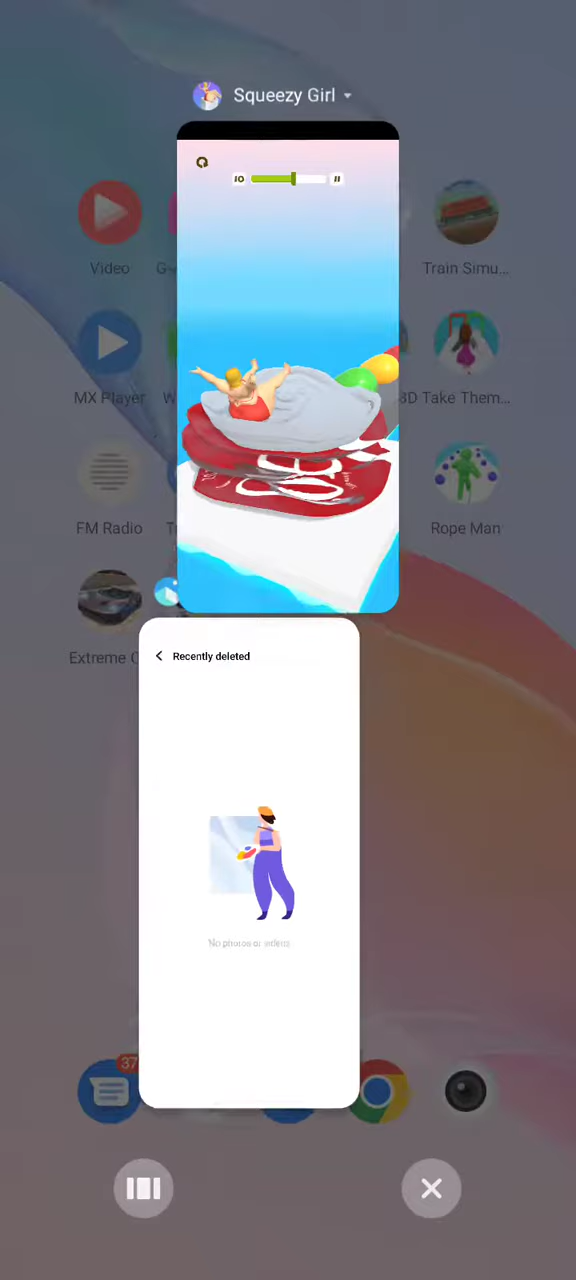 Squeezy Girl
10
11
Video
G-
Train Simu...
MX Player
W
3D
Take Them...
FM Radio
Rope Man
Extreme C
Recently deleted
No photos or videos
37